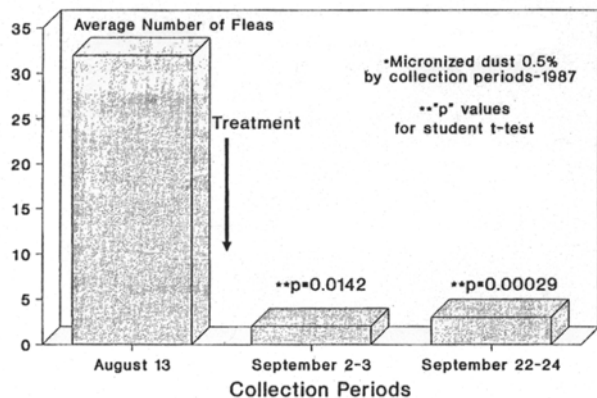 Average Number of Fleas
35
30
25
20
15
10
5
0
*Micronized dust 0.5%
by collection periods-1987
**"p" values
for student t-test
Treatment
**p=0.0142
**p=0.00029
August 13
September 2-3
September 22-24
Collection Periods